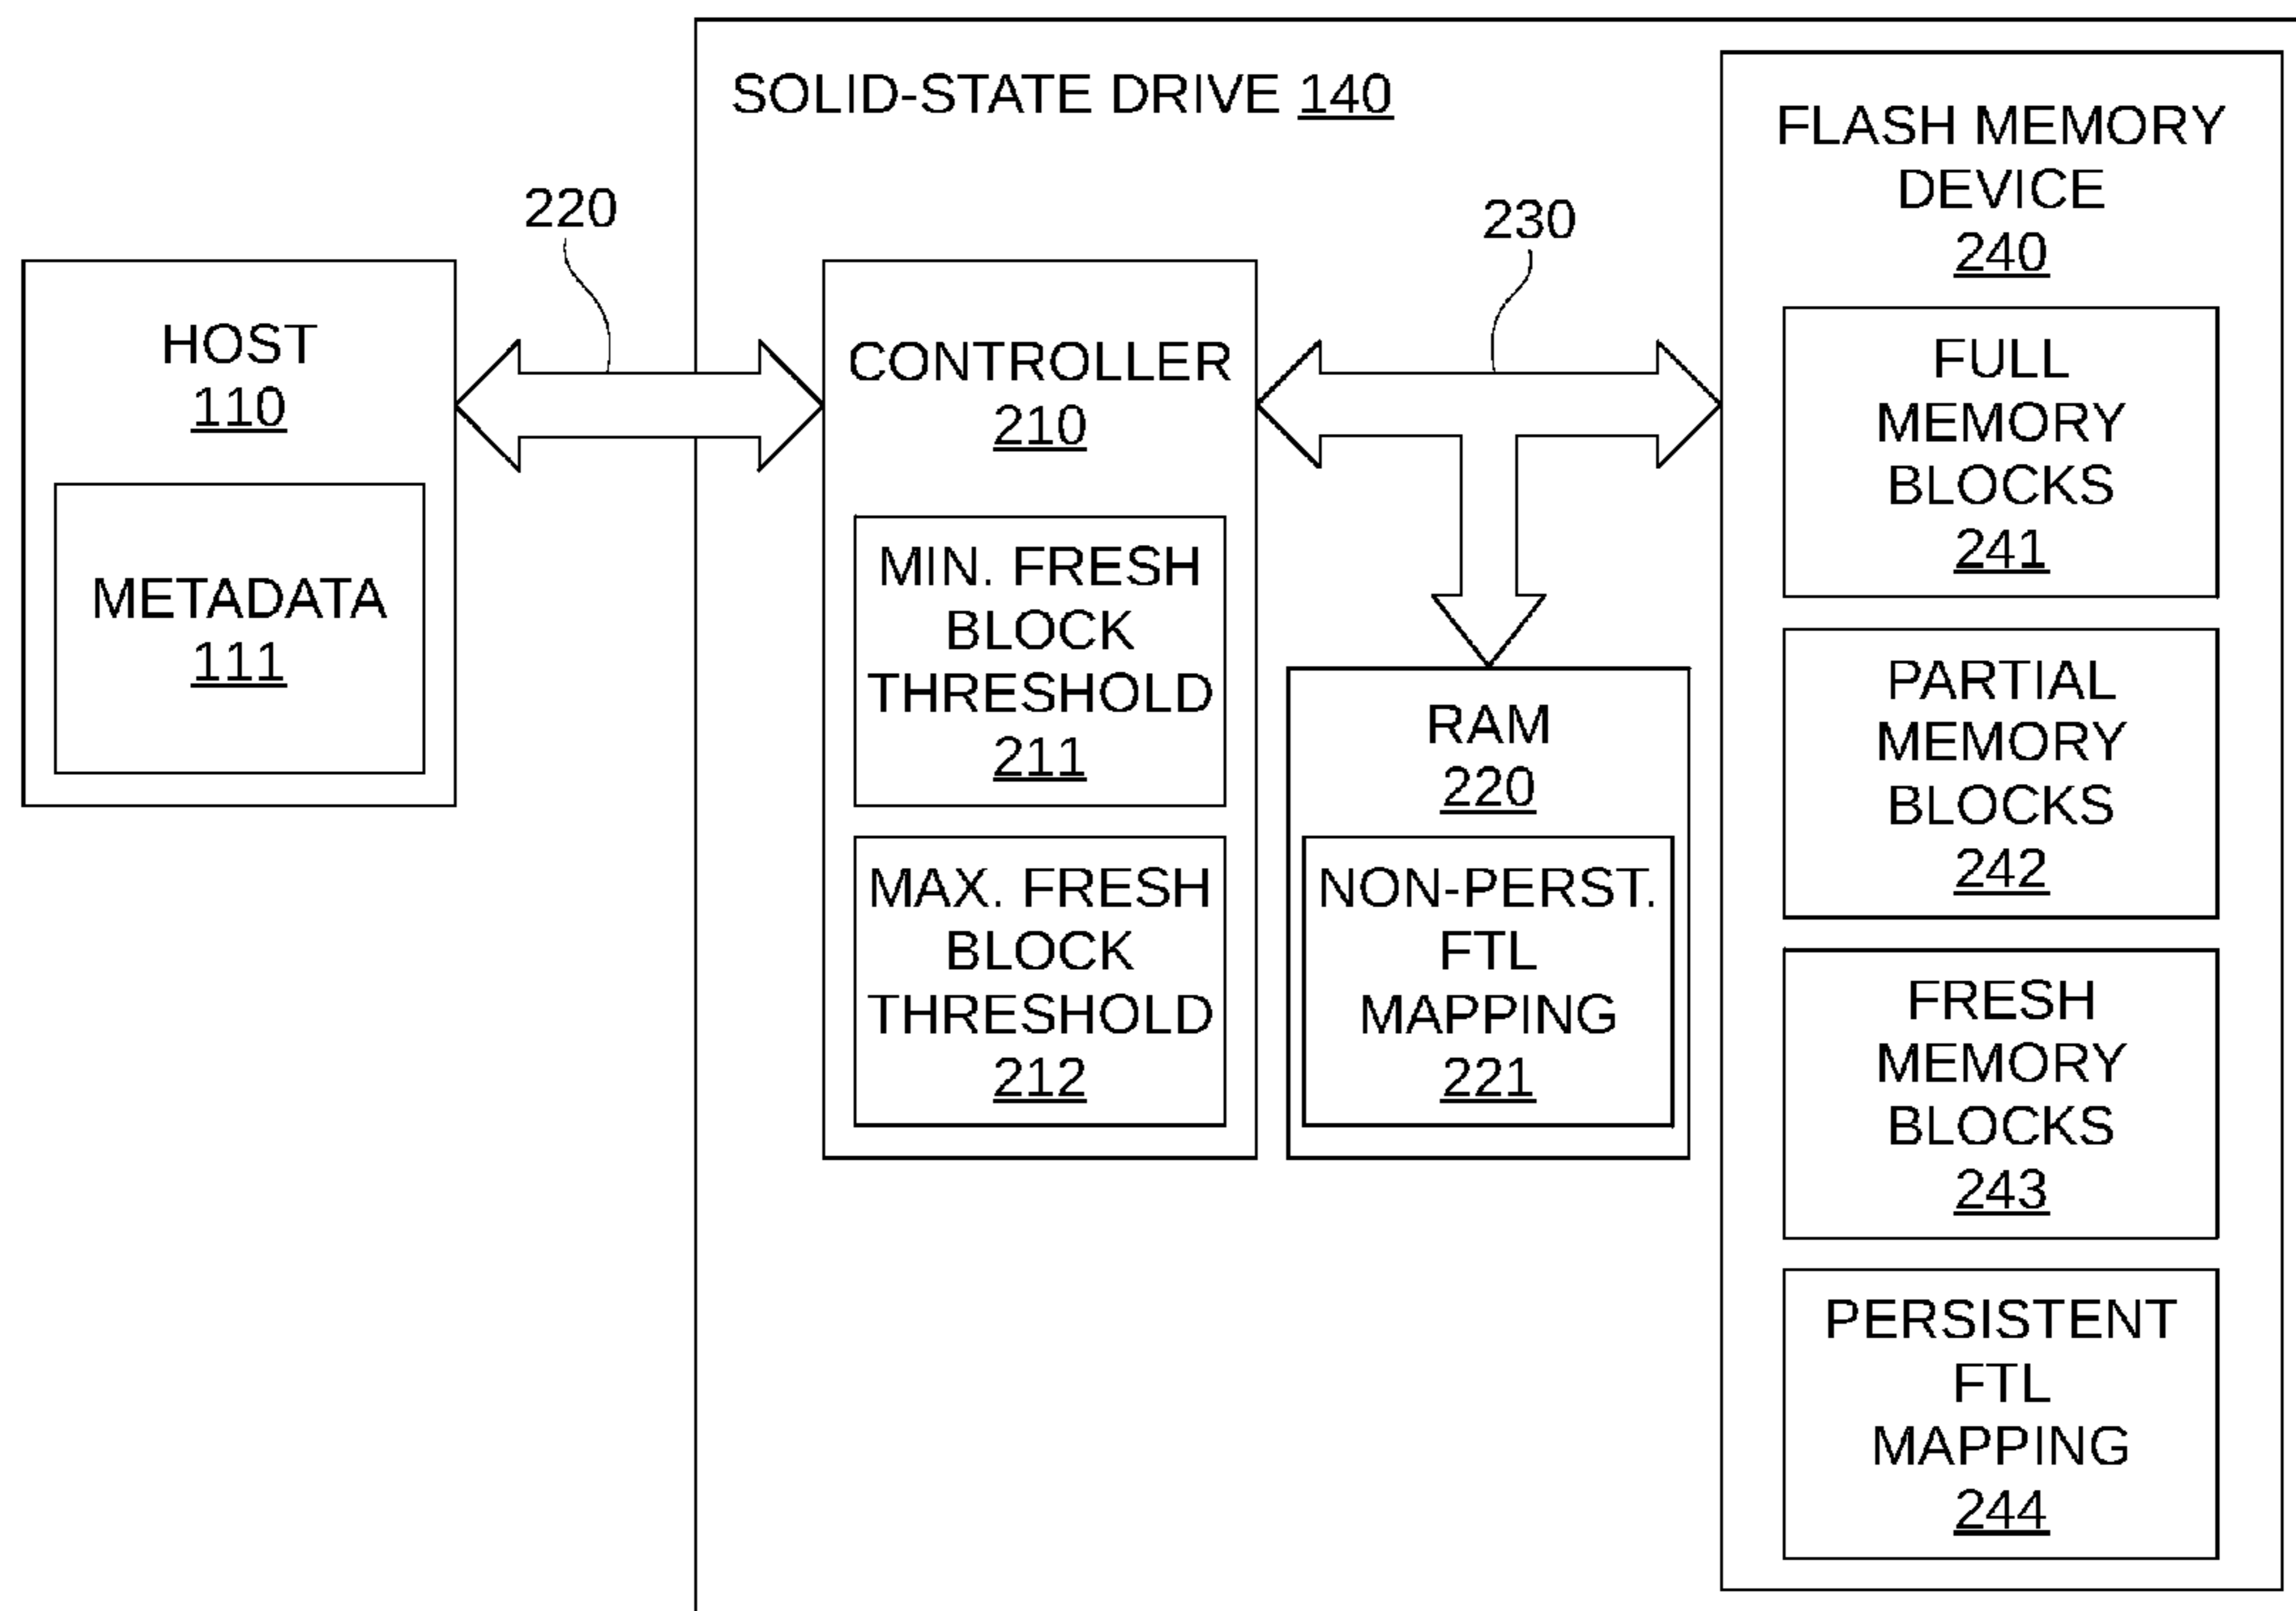 SOLID-STATE DRIVE 140
220
230
HOST
110
METADATA
111
CONTROLLER
210
MIN. FRESH
BLOCK
THRESHOLD
211
MAX. FRESH
BLOCK
THRESHOLD
212
RAM
220
NON-PERST.
FTL
MAPPING
221
FLASH MEMORY
DEVICE
240
FULL
MEMORY
BLOCKS
241
PARTIAL
MEMORY
BLOCKS
242
FRESH
MEMORY
BLOCKS
243
PERSISTENT
FTL
MAPPING
244